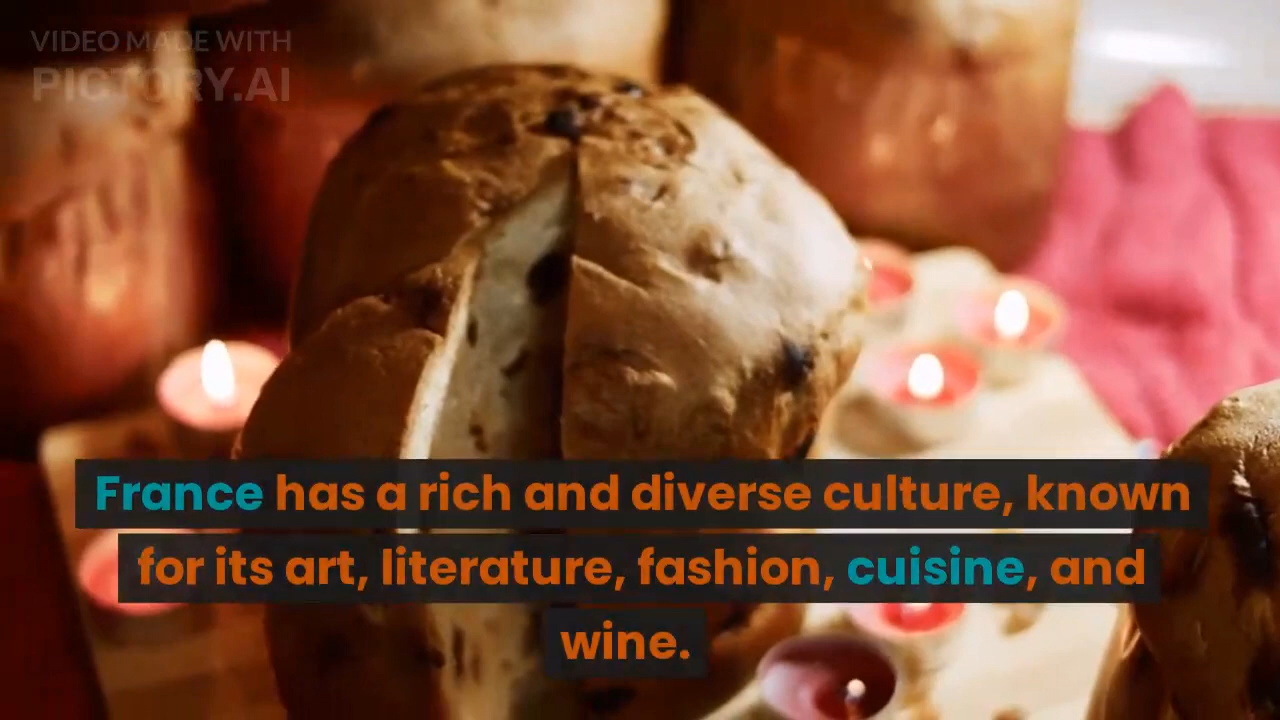 VIDEO MADE WITH
PICTORY.AI
France has a rich and diverse culture, known
for its art, literature, fashion, cuisine, and
wine.